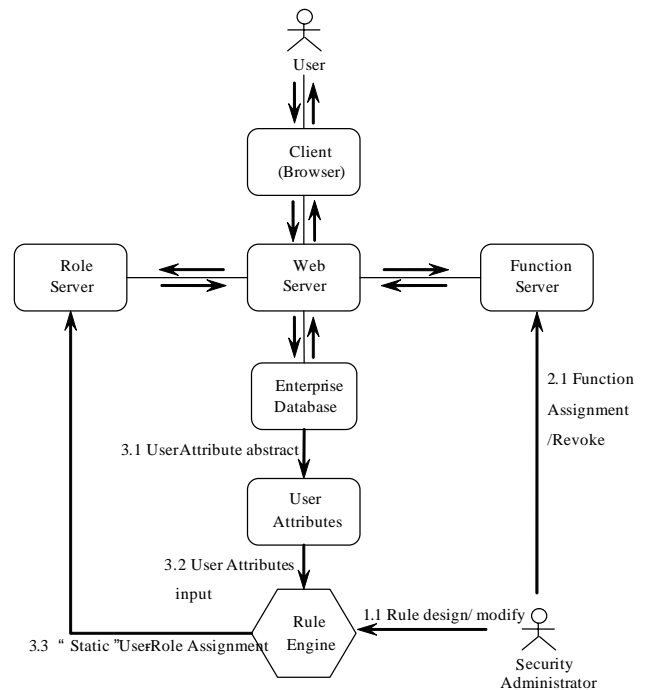 User
Client
(Browser)
Role
Server
Web
Server
Function
Server
Enterprise
Database
2.1 Function
Assignment
/Revoke
3.1 UserAttribute abstract
User
Attributes
3.2 User Attributes
input
Rule
Engine
1.1 Rule design/ modify
3.3 “ Static ”User-Role Assignment
Security
Administrator